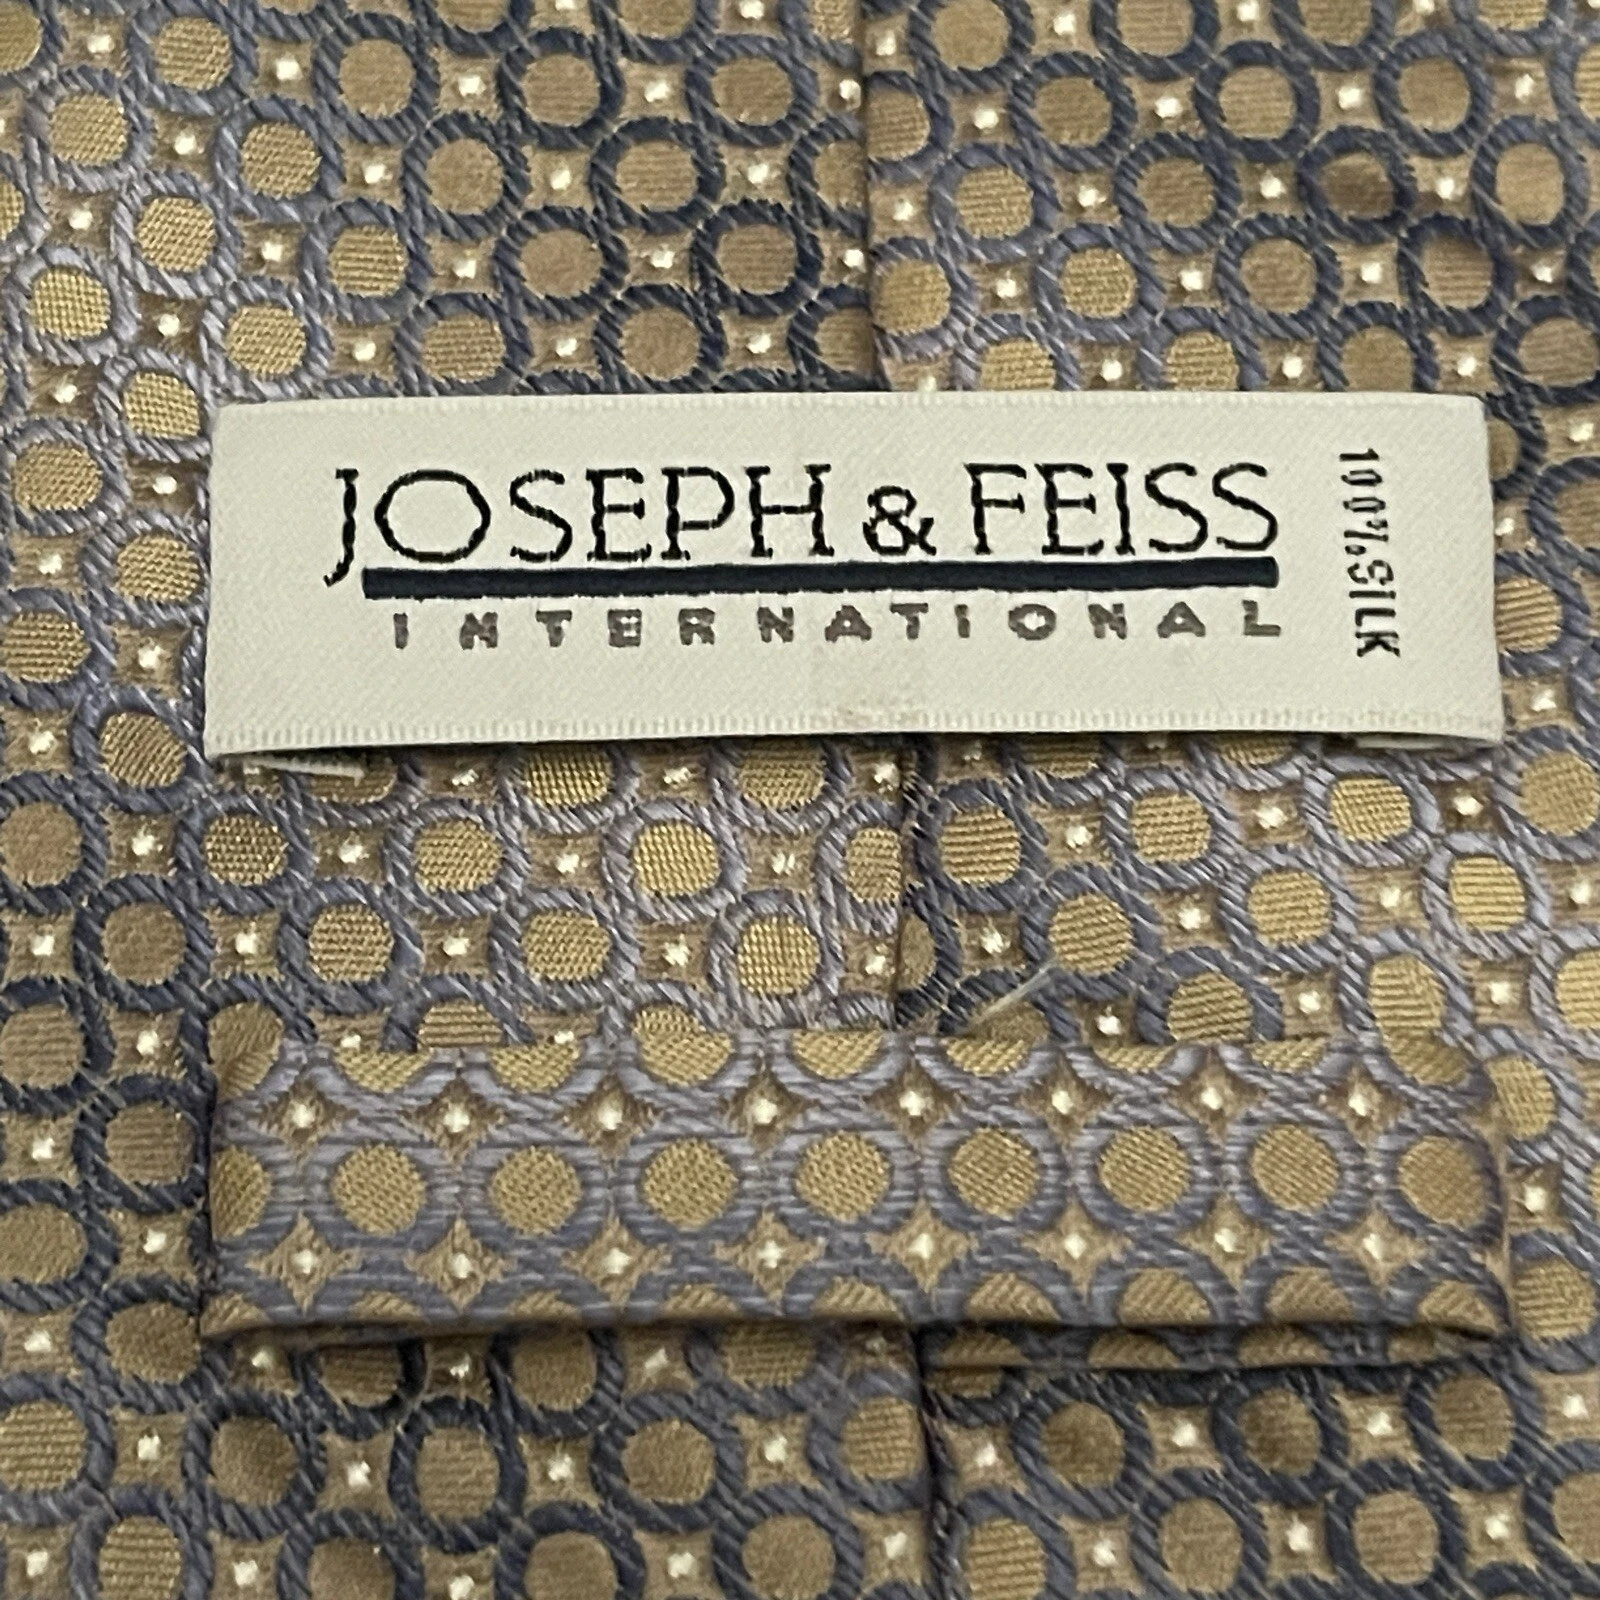 JOSEPH & FEISS
INTERNATIONAL
100% SILK